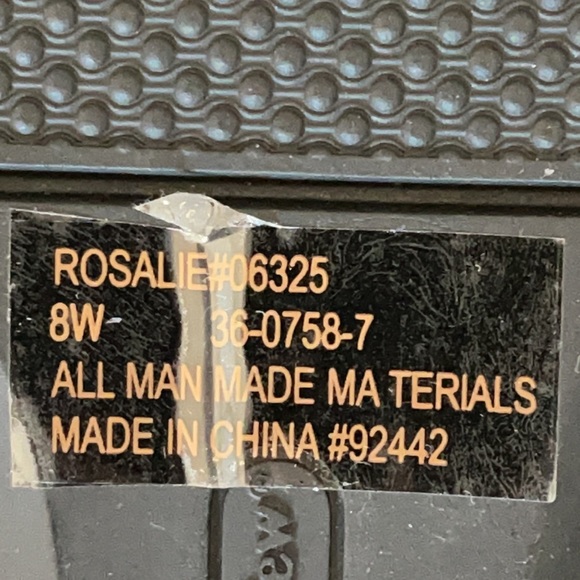 ROSALIE#06325
8W 36-0758-7
ALL MAN MADE MA TERIALS
MADE IN CHINA #92442